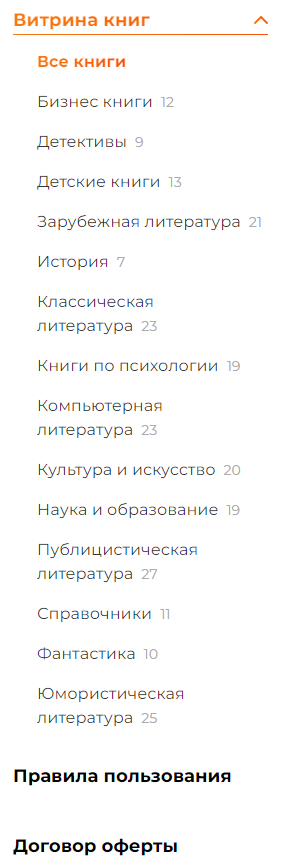 Витрина книг
Все книги
Бизнес книги 12
Детективы 9
Детские книги 13
Зарубежная литература 21
История 7
Классическая
литература 23
Книги по психологии 19
Компьютерная
литература 23
Культура и искусство 20
Наука и образование 19
Публицистическая
литература 27
Справочники 11
Фантастика 10
Юмористическая
литература 25
Правила пользования
Договор оферты